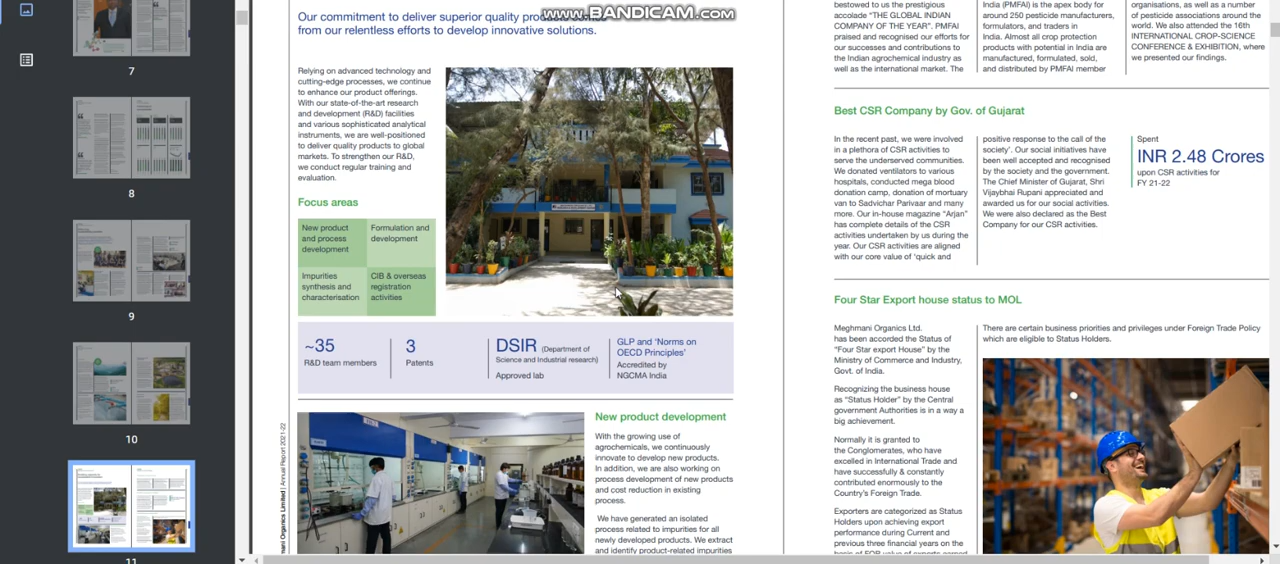 www.BANDICAM.com
7
8
9
10
11
Our commitment to deliver superior quality
from our relentless efforts to develop innovative solutions.
Relying on advanced technology and
cutting-edge processes, we continue
to enhance our product offerings.
With our state-of-the-art research
and development (R&D) facilities
and various sophisticated analytical
instruments, we are well-positioned
to deliver quality products to global
markets. To strengthen our R&D,
we conduct regular training and
evaluation.
Focus areas
New product
and process
development
Formulation and
development
Impurities
synthesis and
characterisation
CIB & overseas
registration
activities
~35
R&D team members
3
Patents
DSIR (Department of
Science and Industrial research)
Approved lab
GLP and 'Norms on
OECD Principles'
Accredited by
NGCMA India
mani Organics Limited | Annual Report 2021-22
New product development
With the growing use of
agrochemicals, we continuously
innovate to develop new products.
In addition, we are also working on
process development of new products
and cost reduction in existing
process.
We have generated an isolated
process related to impurities for all
newly developed products. We extract
and identify product-related impurities
bestowed to us the prestigious
accolade "THE GLOBAL INDIAN
COMPANY OF THE YEAR". PMFAI
praised and recognised our efforts for
our successes and contributions to
the Indian agrochemical industry as
well as the international market. The
India (PMFAI) is the apex body for
around 250 pesticide manufacturers,
formulators, and traders in
India. Almost all crop protection
products with potential in India are
manufactured, formulated, sold,
and distributed by PMFAI member
organisations, as well as a number
of pesticide associations around the
world. We also attended the 16th
INTERNATIONAL CROP-SCIENCE
CONFERENCE & EXHIBITION, where
we presented our findings.
Best CSR Company by Gov. of Gujarat
In the recent past, we were involved
in a plethora of CSR activities to
serve the underserved communities.
We donated ventilators to various
hospitals, conducted mega blood
donation camp, donation of mortuary
van to Sadvichar Parivaar and many
more. Our in-house magazine "Arjan"
has complete details of the CSR
activities undertaken by us during the
year. Our CSR activities are aligned
with our core value of 'quick and
positive response to the call of the
society'. Our social initiatives have
been well accepted and recognised
by the society and the government.
The Chief Minister of Gujarat, Shri
Vijaybhai Rupani appreciated and
awarded us for our social activities.
We were also declared as the Best
Company for our CSR activities.
Spent
INR 2.48 Crores
upon CSR activities for
FY 21-22
Four Star Export house status to MOL
Meghmani Organics Ltd.
has been accorded the Status of
"Four Star export House" by the
Ministry of Commerce and Industry,
Govt. of India.
Recognizing the business house
as "Status Holder" by the Central
government Authorities is in a way a
big achievement.
Normally it is granted to
the Conglomerates, who have
excelled in International Trade and
have successfully & constantly
contributed enormously to the
Country's Foreign Trade.
Exporters are categorized as Status
Holders upon achieving export
performance during Current and
previous three financial years on the
basis of FOB value of exports earned
There are certain business priorities and privileges under Foreign Trade Policy
which are eligible to Status Holders.